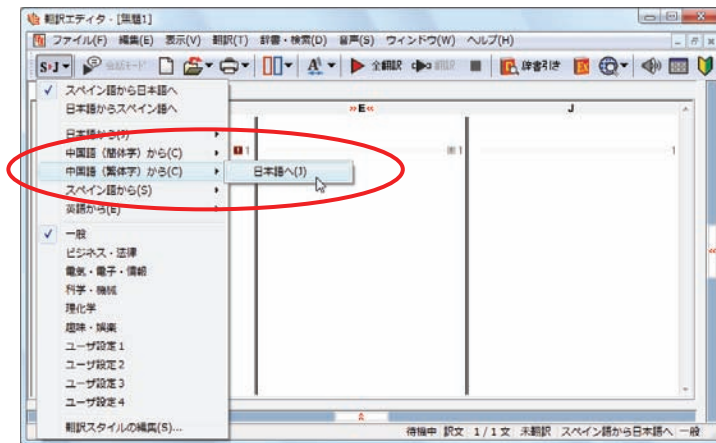 翻訳エディタ - [無題1]
ファイル(F) 編集(E) 表示(V) 翻訳(T) 辞書・検索(D) 音声(S) ウィンドウ(W) ヘルプ(H)
S›J 会話モード 全翻訳 翻訳 辞書引き
スペイン語から日本語へ
日本語からスペイン語へ
»E« J
日本語から(J)
中国語（簡体字）から(C) 1 1 1
中国語（繁体字）から(C) 日本語へ(J)
スペイン語から(S)
英語から(E)
一般
ビジネス・法律
電気・電子・情報
科学・機械
理化学
趣味・娯楽
ユーザ設定1
ユーザ設定2
ユーザ設定3
ユーザ設定4
翻訳スタイルの編集(S)...
待機中 訳文 1/1文 未翻訳 スペイン語から日本語へ 一般